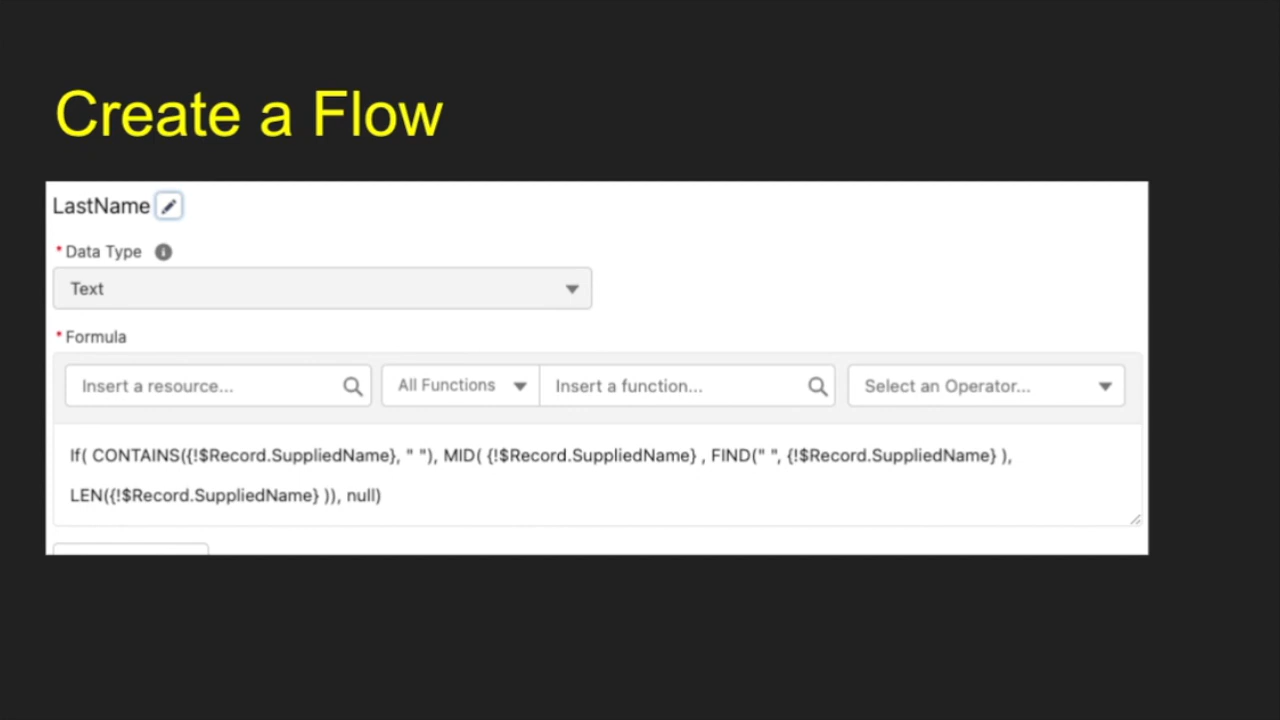 Create a Flow
LastName
* Data Type
Text
* Formula
Insert a resource... All Functions Insert a function... Select an Operator...
If( CONTAINS({!$Record.SuppliedName}, " "), MID( {!$Record.SuppliedName} , FIND(" ", {!$Record.SuppliedName} ),
LEN({!$Record.SuppliedName} )), null)